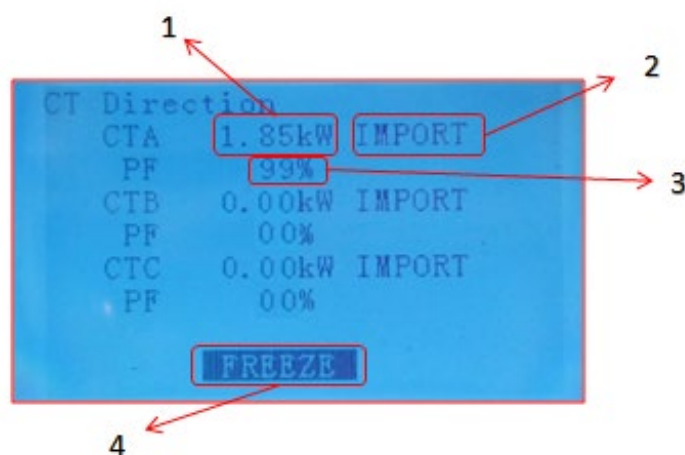 1
2
CT Direction
CTA 1.85kW IMPORT
PF 99%
3
CTB 0.00kW IMPORT
PF 00%
CTC 0.00kW IMPORT
PF 00%
FREEZE
4